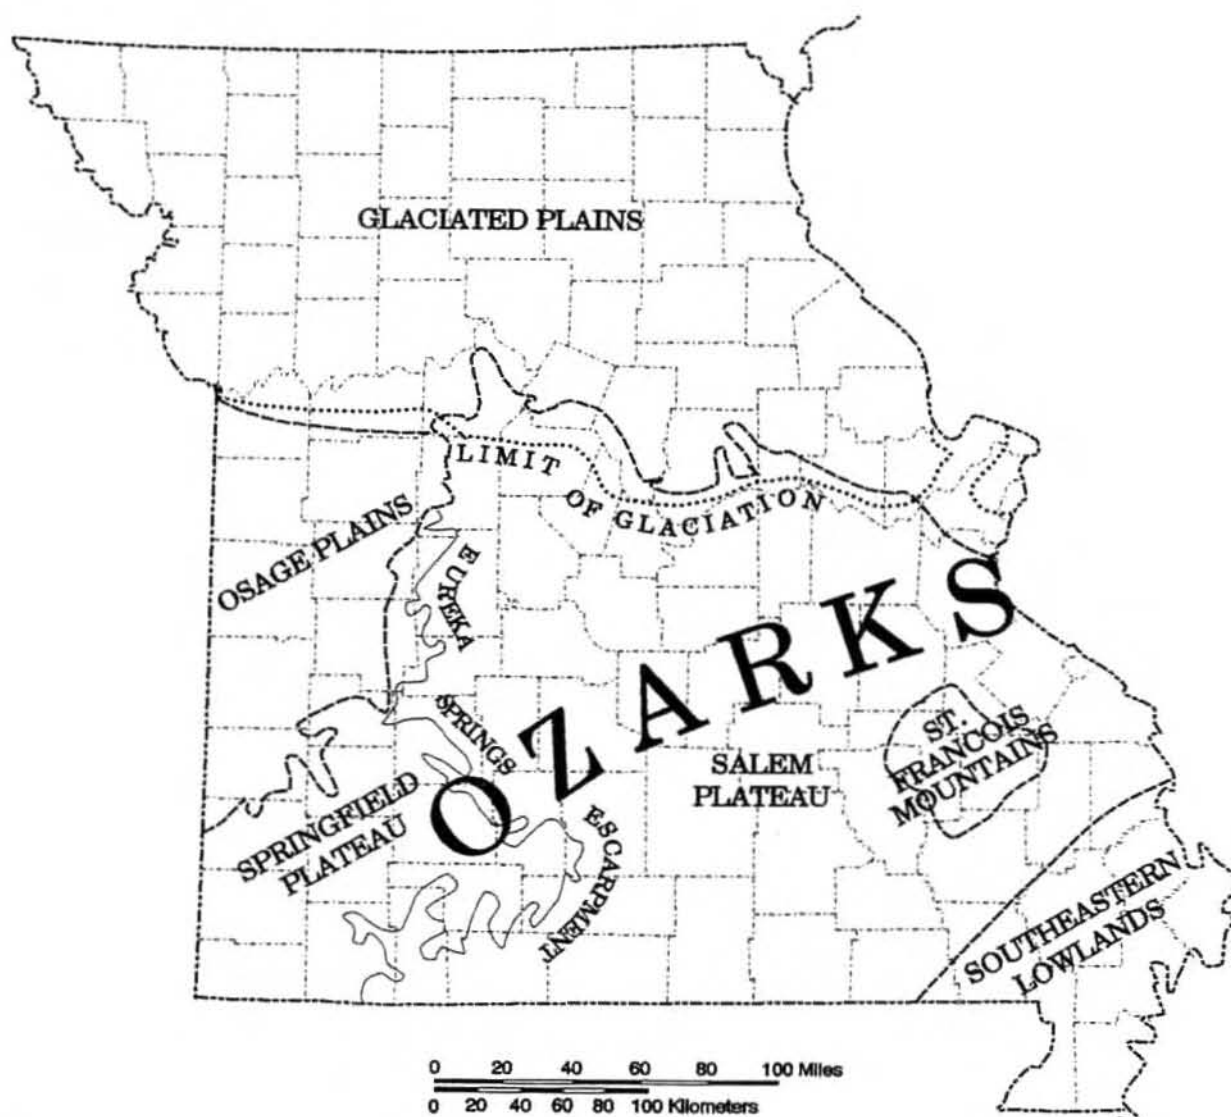 GLACIATED PLAINS
LIMIT OF GLACIATION
OSAGE PLAINS
EUREKA SPRINGS ESCARPMENT
OZARKS
ST.
FRANCOIS
MOUNTAINS
SALEM
PLATEAU
SPRINGFIELD
PLATEAU
SOUTHEASTERN
LOWLANDS
0 20 40 60 80 100 Miles
0 20 40 60 80 100 Kilometers